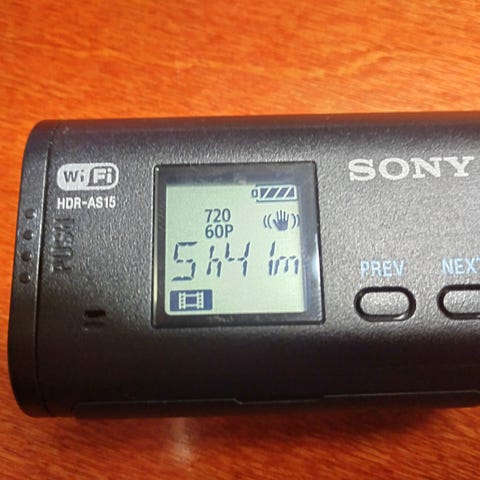 WiFi
HDR-AS15
PUSH
720
60P
5h41m
SONY
PREV
NEXT